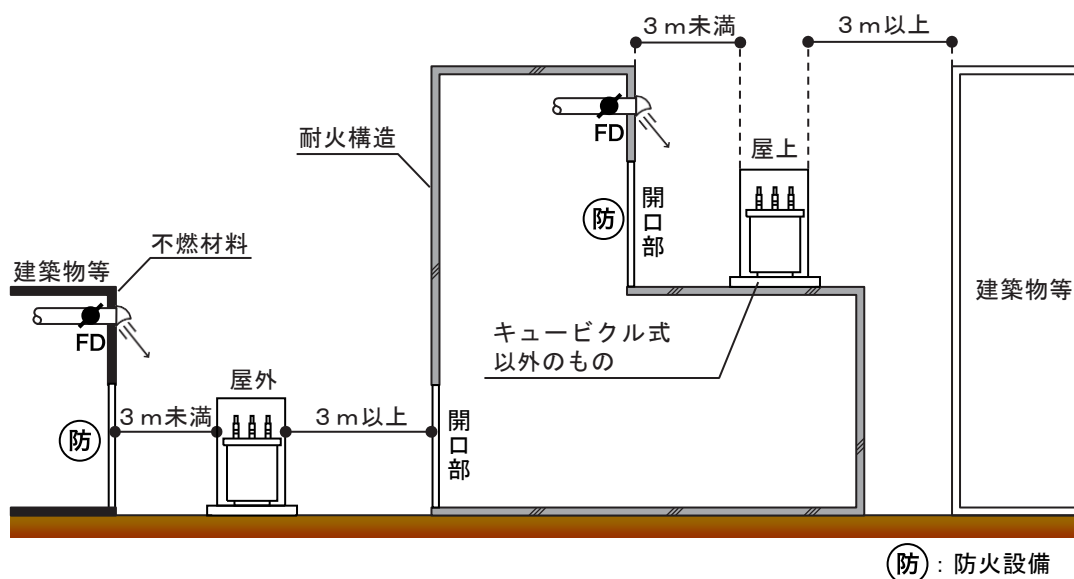 3m未満
3m以上
耐火構造
FD
屋上
防
開口部
不燃材料
建築物等
FD
建築物等
キュービクル式
以外のもの
屋外
3m未満
3m以上
防
開口部
防:防火設備